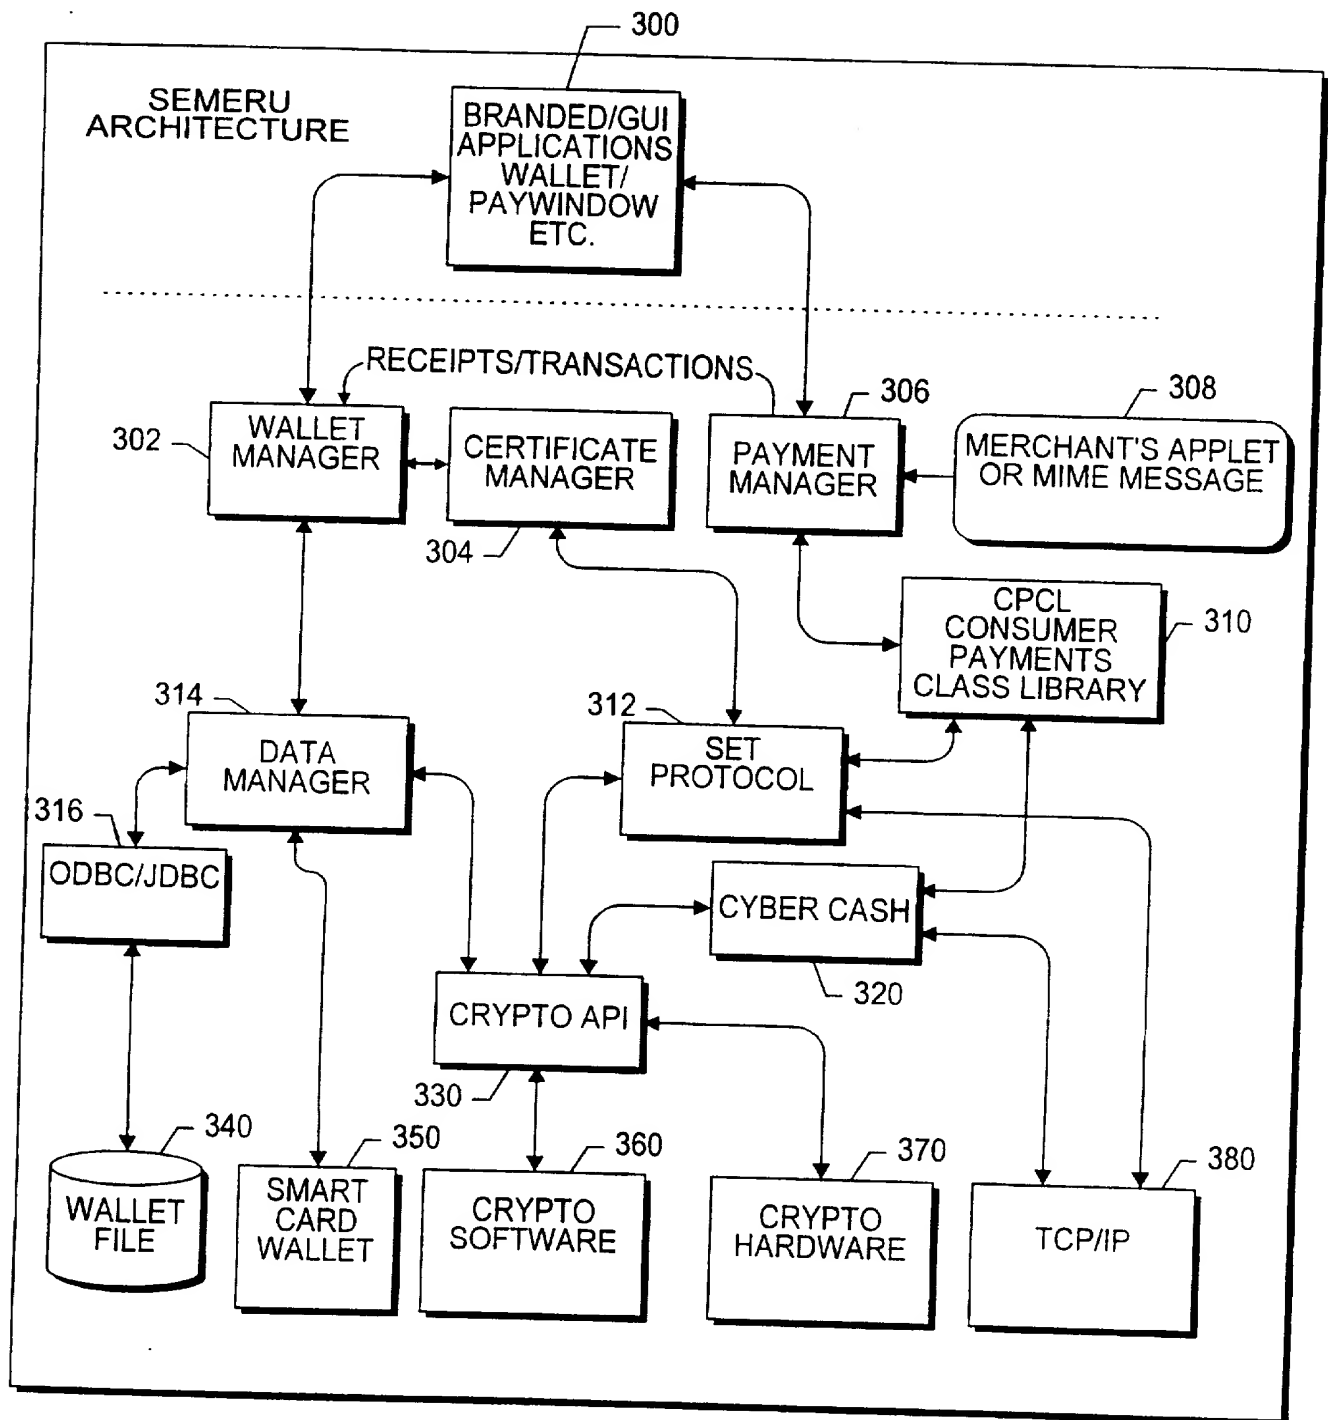 300
SEMERU
ARCHITECTURE
BRANDED/GUI
APPLICATIONS
WALLET/
PAYWINDOW
ETC.
RECEIPTS/TRANSACTIONS
306
308
302
WALLET
MANAGER
CERTIFICATE
MANAGER
PAYMENT
MANAGER
MERCHANT'S APPLET
OR MIME MESSAGE
304
CPCL
CONSUMER
PAYMENTS
CLASS LIBRARY
310
314
312
DATA
MANAGER
SET
PROTOCOL
316
ODBC/JDBC
CYBER CASH
320
CRYPTO API
330
340
350
360
370
380
WALLET
FILE
SMART
CARD
WALLET
CRYPTO
SOFTWARE
CRYPTO
HARDWARE
TCP/IP